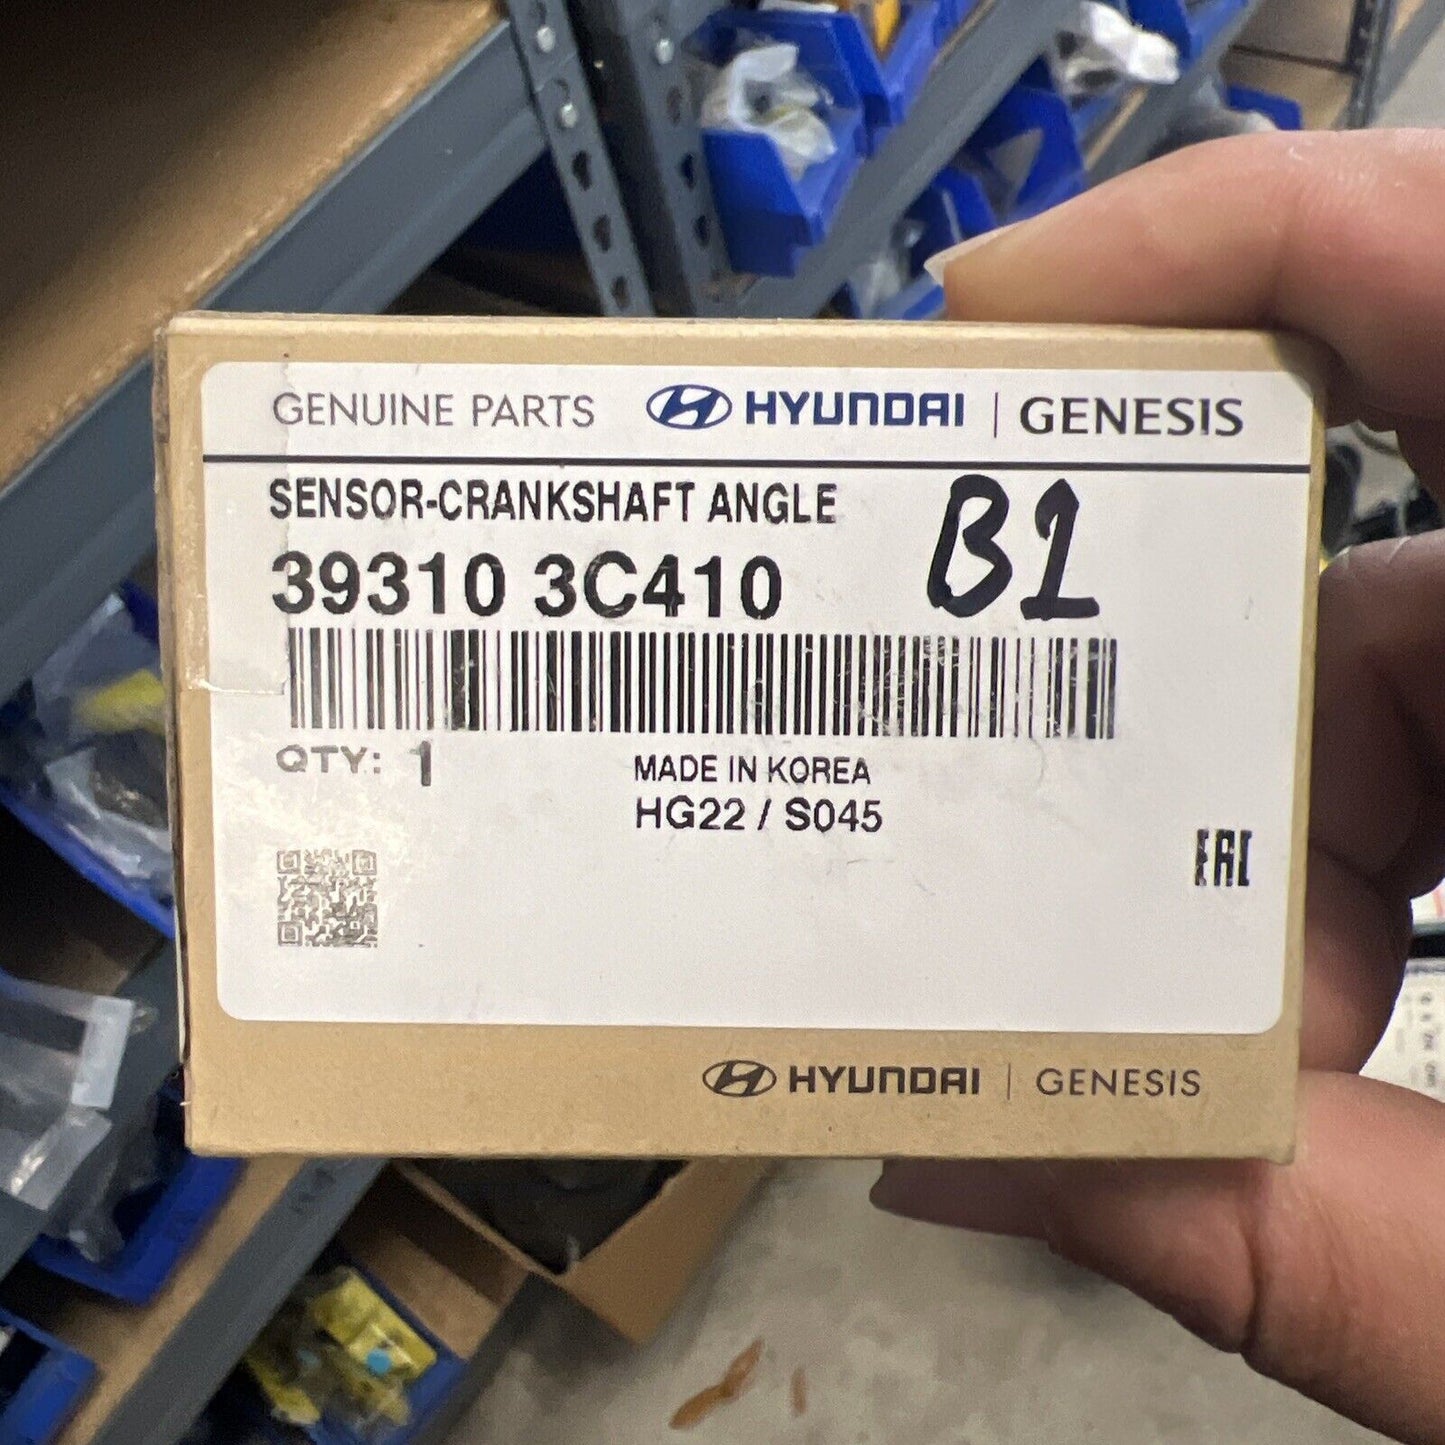 GENUINE PARTS HYUNDAI | GENESIS
SENSOR-CRANKSHAFT ANGLE
39310 3C410
B1
QTY: 1
MADE IN KOREA
HG22 / S045
EAC
HYUNDAI | GENESIS